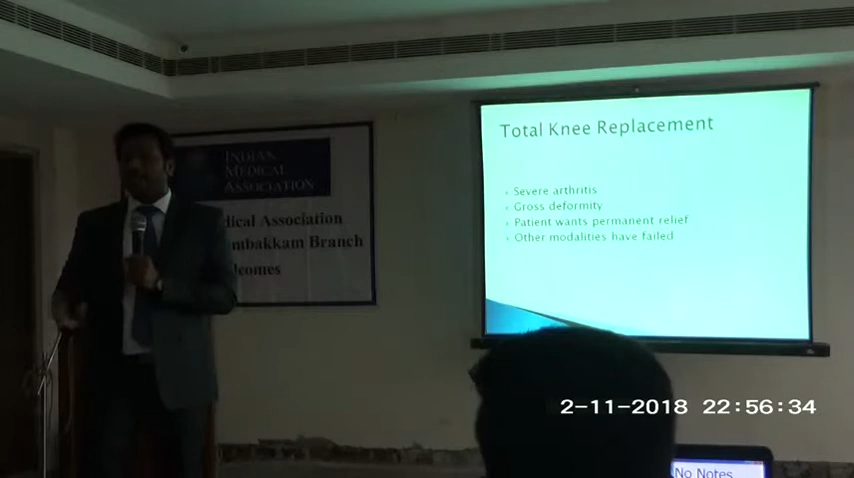 Total Knee Replacement
Severe arthritis
Gross deformity
Patient wants permanent relief
Other modalities have failed
INDIAN
MEDICAL
ASSOCIATION
dical Association
mbakkam Branch
lcomes
2-11-2018 22:56:34
No Notes